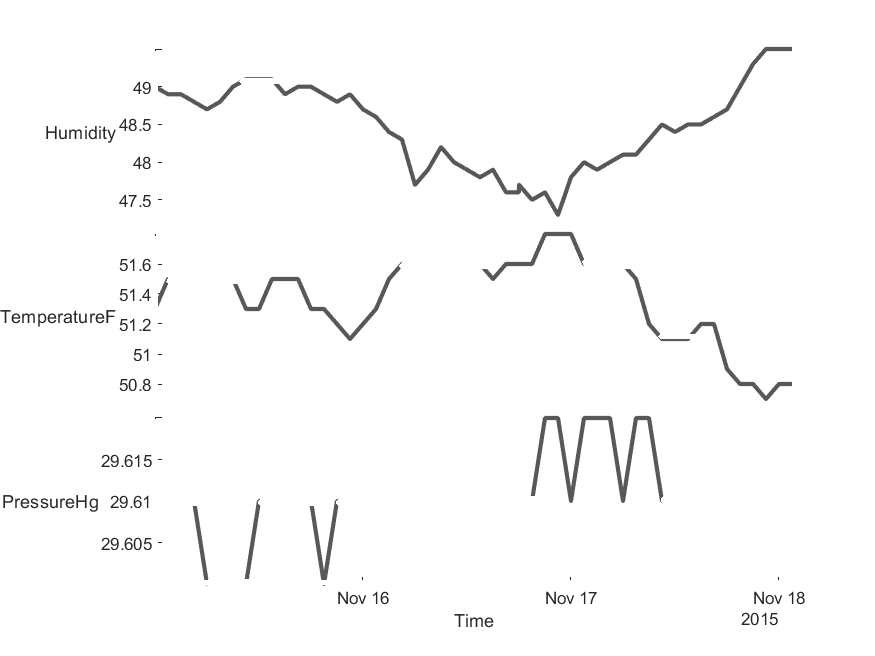 49
Humidity 48.5
48
47.5
51.6
51.4
TemperatureF 51.2
51
50.8
29.615
PressureHg 29.61
29.605
Nov 16 Nov 17 Nov 18
Time 2015